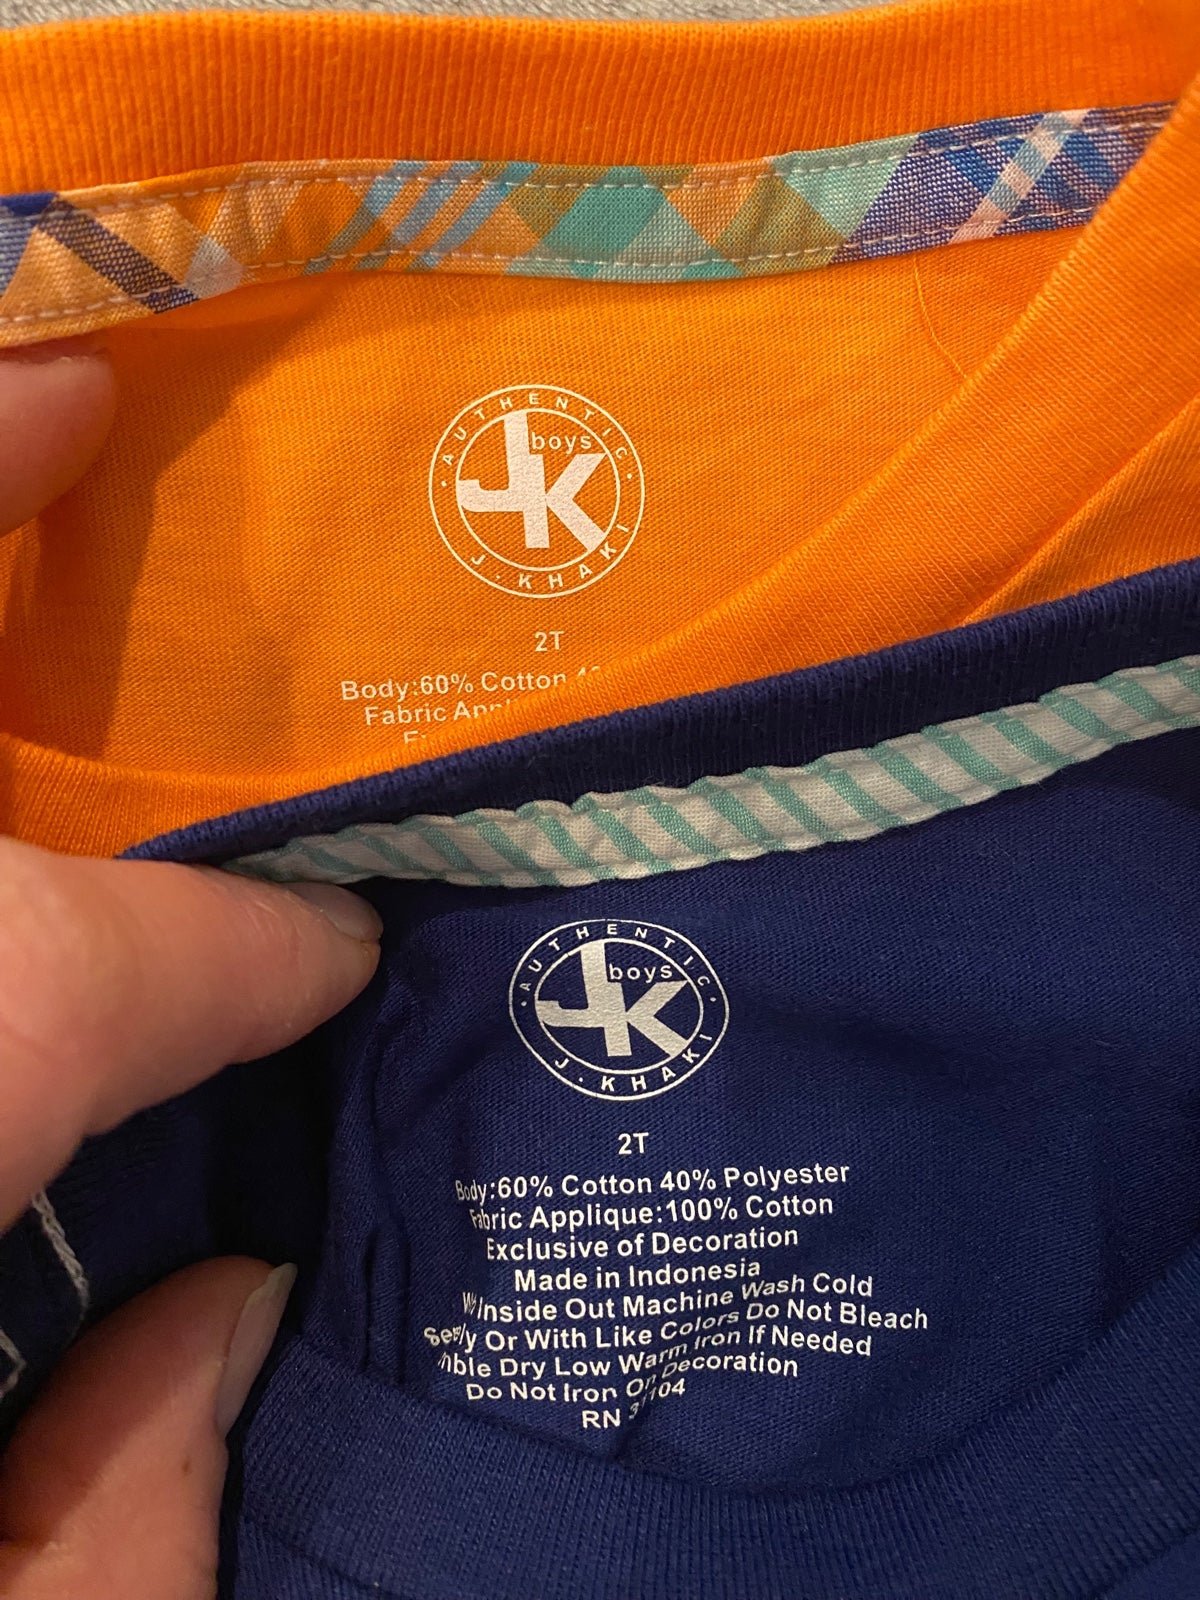 AUTHENTIC
boys
JK
J.KHAKI
2T
Body:60% Cotton
Fabric
AUTHENTIC
boys
JK
J.KHAKI
2T
Body:60% Cotton 40% Polyester
Fabric Applique:100% Cotton
Exclusive of Decoration
Made in Indonesia
Inside Out Machine Wash Cold
Or With Like Colors Do Not Bleach
Dry Low Warm Iron If Needed
Do Not Iron On Decoration
RN